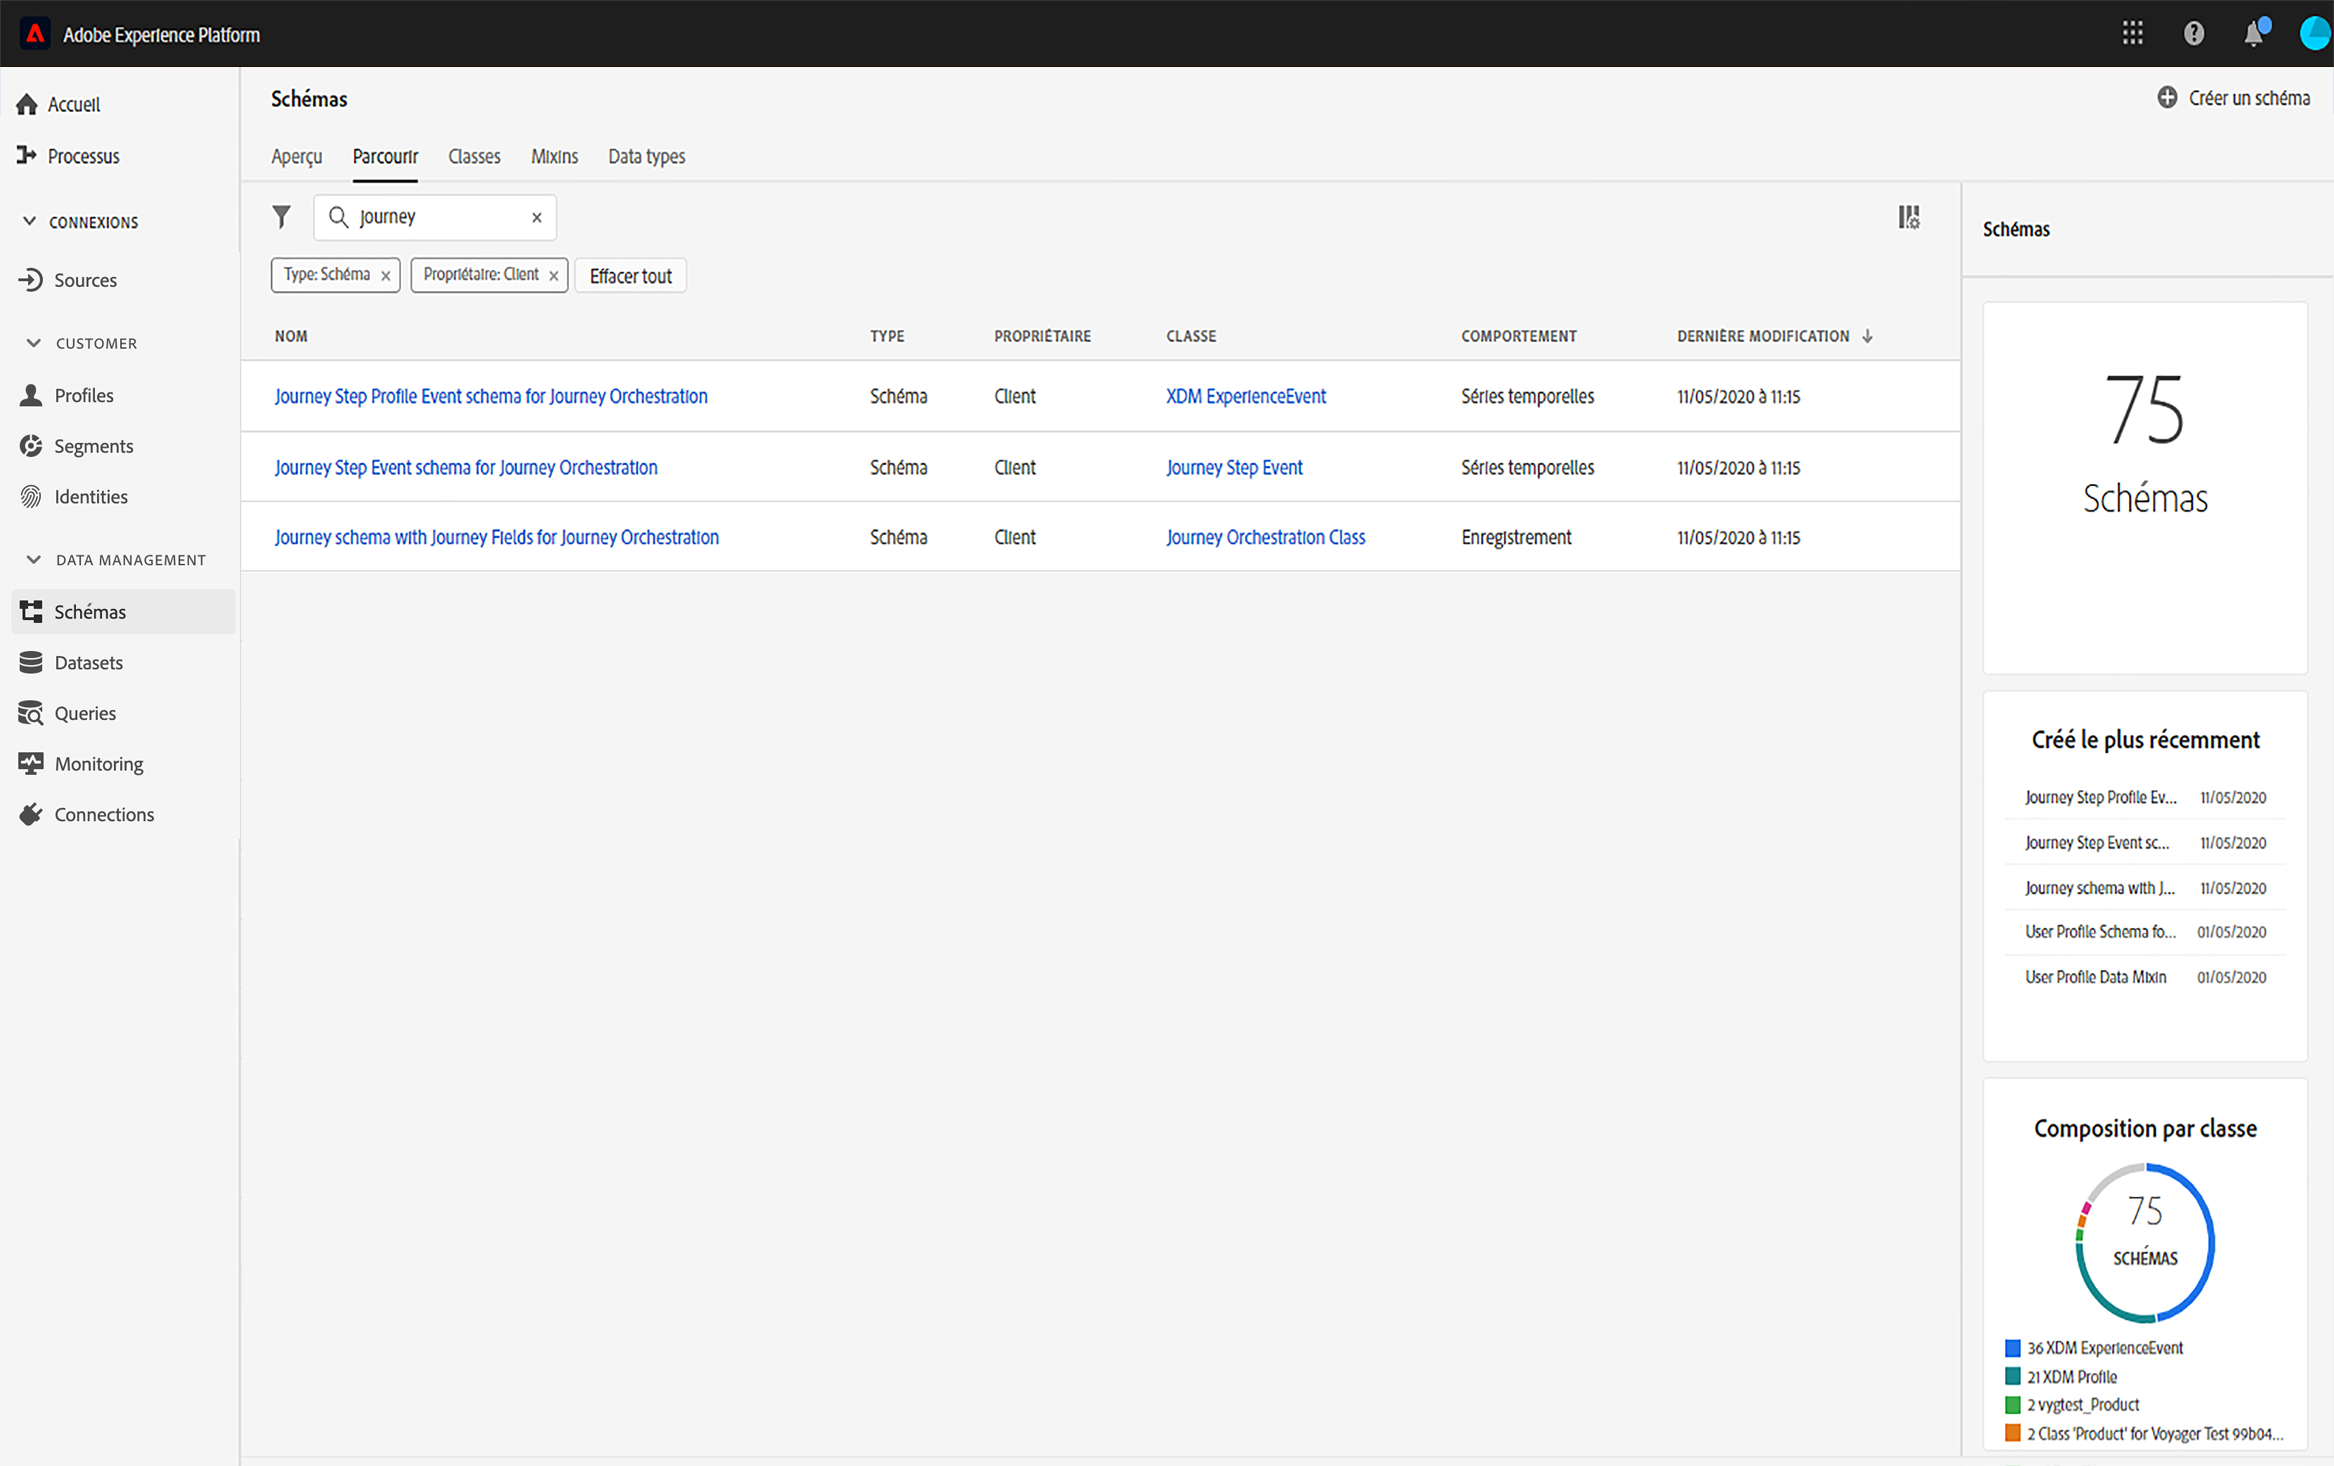 Adobe Experience Platform
Accueil
Processus
CONNEXIONS
Sources
CUSTOMER
Profiles
Segments
Identities
DATA MANAGEMENT
Schémas
Datasets
Queries
Monitoring
Connections
Schémas
Créer un schéma
Aperçu Parcourir Classes Mixins Data types
Journey
Type: Schéma Propriétaire: Client Effacer tout
NOM TYPE PROPRIÉTAIRE CLASSE COMPORTEMENT DERNIÈRE MODIFICATION
Journey Step Profile Event schema for Journey Orchestration Schéma Client XDM ExperienceEvent Séries temporelles 11/05/2020 à 11:15
Journey Step Event schema for Journey Orchestration Schéma Client Journey Step Event Séries temporelles 11/05/2020 à 11:15
Journey schema with Journey Fields for Journey Orchestration Schéma Client Journey Orchestration Class Enregistrement 11/05/2020 à 11:15
Schémas
75
Schémas
Créé le plus récemment
Journey Step Profile Ev... 11/05/2020
Journey Step Event sc... 11/05/2020
Journey schema with J... 11/05/2020
User Profile Schema fo... 01/05/2020
User Profile Data Mixin 01/05/2020
Composition par classe
75
SCHÉMAS
36 XDM ExperienceEvent
21 XDM Profile
2 vygtest_Product
2 Class 'Product' for Voyager Test 99b04...